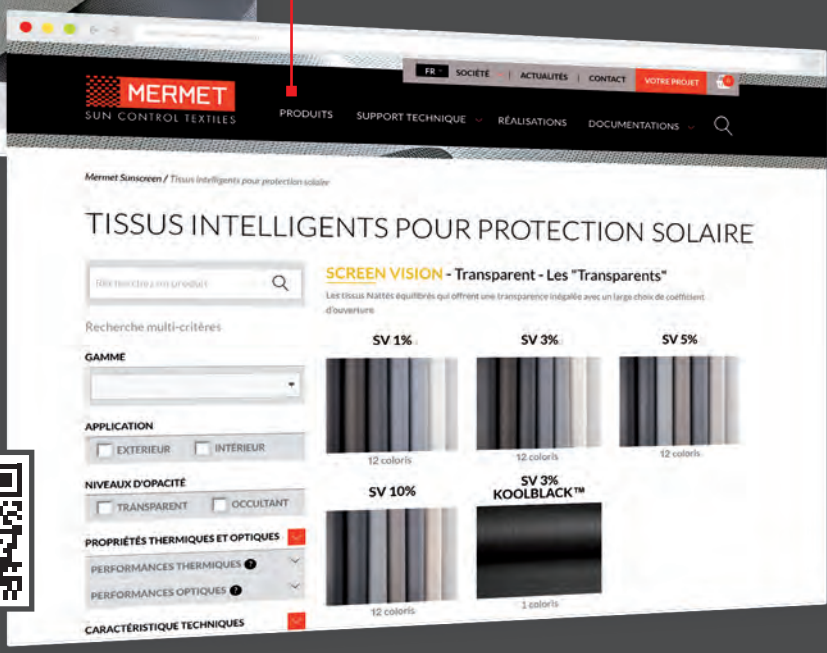 FR
SOCIÉTÉ | ACTUALITÉS | CONTACT
VOTRE PROJET
0
MERMET
SUN CONTROL TEXTILES
PRODUITS
SUPPORT TECHNIQUE
RÉALISATIONS
DOCUMENTATIONS
Mermet Sunscreen / Tissus intelligents pour protection solaire
TISSUS INTELLIGENTS POUR PROTECTION SOLAIRE
Recherchez un produit
Recherche multi-critères
GAMME
APPLICATION
EXTERIEUR
INTÉRIEUR
NIVEAUX D'OPACITÉ
TRANSPARENT
OCCULTANT
PROPRIÉTÉS THERMIQUES ET OPTIQUES
PERFORMANCES THERMIQUES ?
PERFORMANCES OPTIQUES ?
CARACTÉRISTIQUE TECHNIQUES
SCREEN VISION - Transparent - Les "Transparents"
Les tissus Nattés équilibrés qui offrent une transparence inégalée avec un large choix de coefficient
d'ouverture
SV 1%
12 coloris
SV 3%
12 coloris
SV 5%
12 coloris
SV 10%
12 coloris
SV 3%
KOOLBLACK™
1 coloris